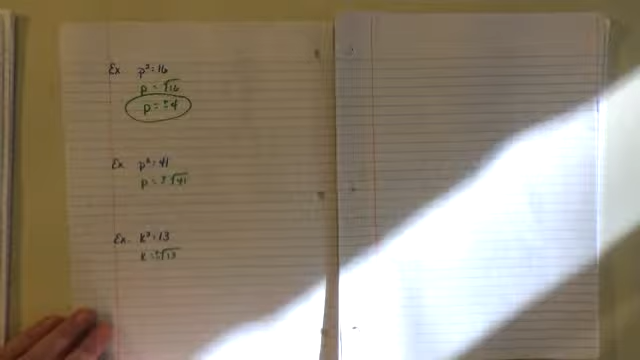 Ex. p² = 16
p = ±√16
p = ±4
Ex. p² = 41
p = ±√41
Ex. k² = 13
k = ±√13